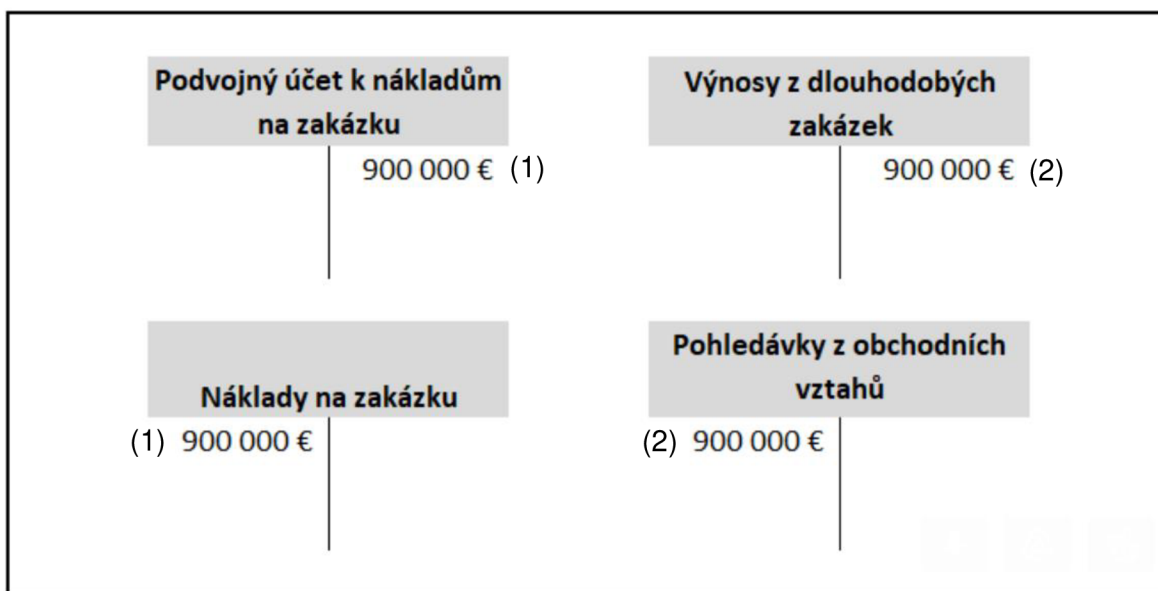 Podvojný účet k nákladům
na zakázku
900 000 € (1)
Výnosy z dlouhodobých
zakázek
900 000 € (2)
Náklady na zakázku
(1) 900 000 €
Pohledávky z obchodních
vztahů
(2) 900 000 €